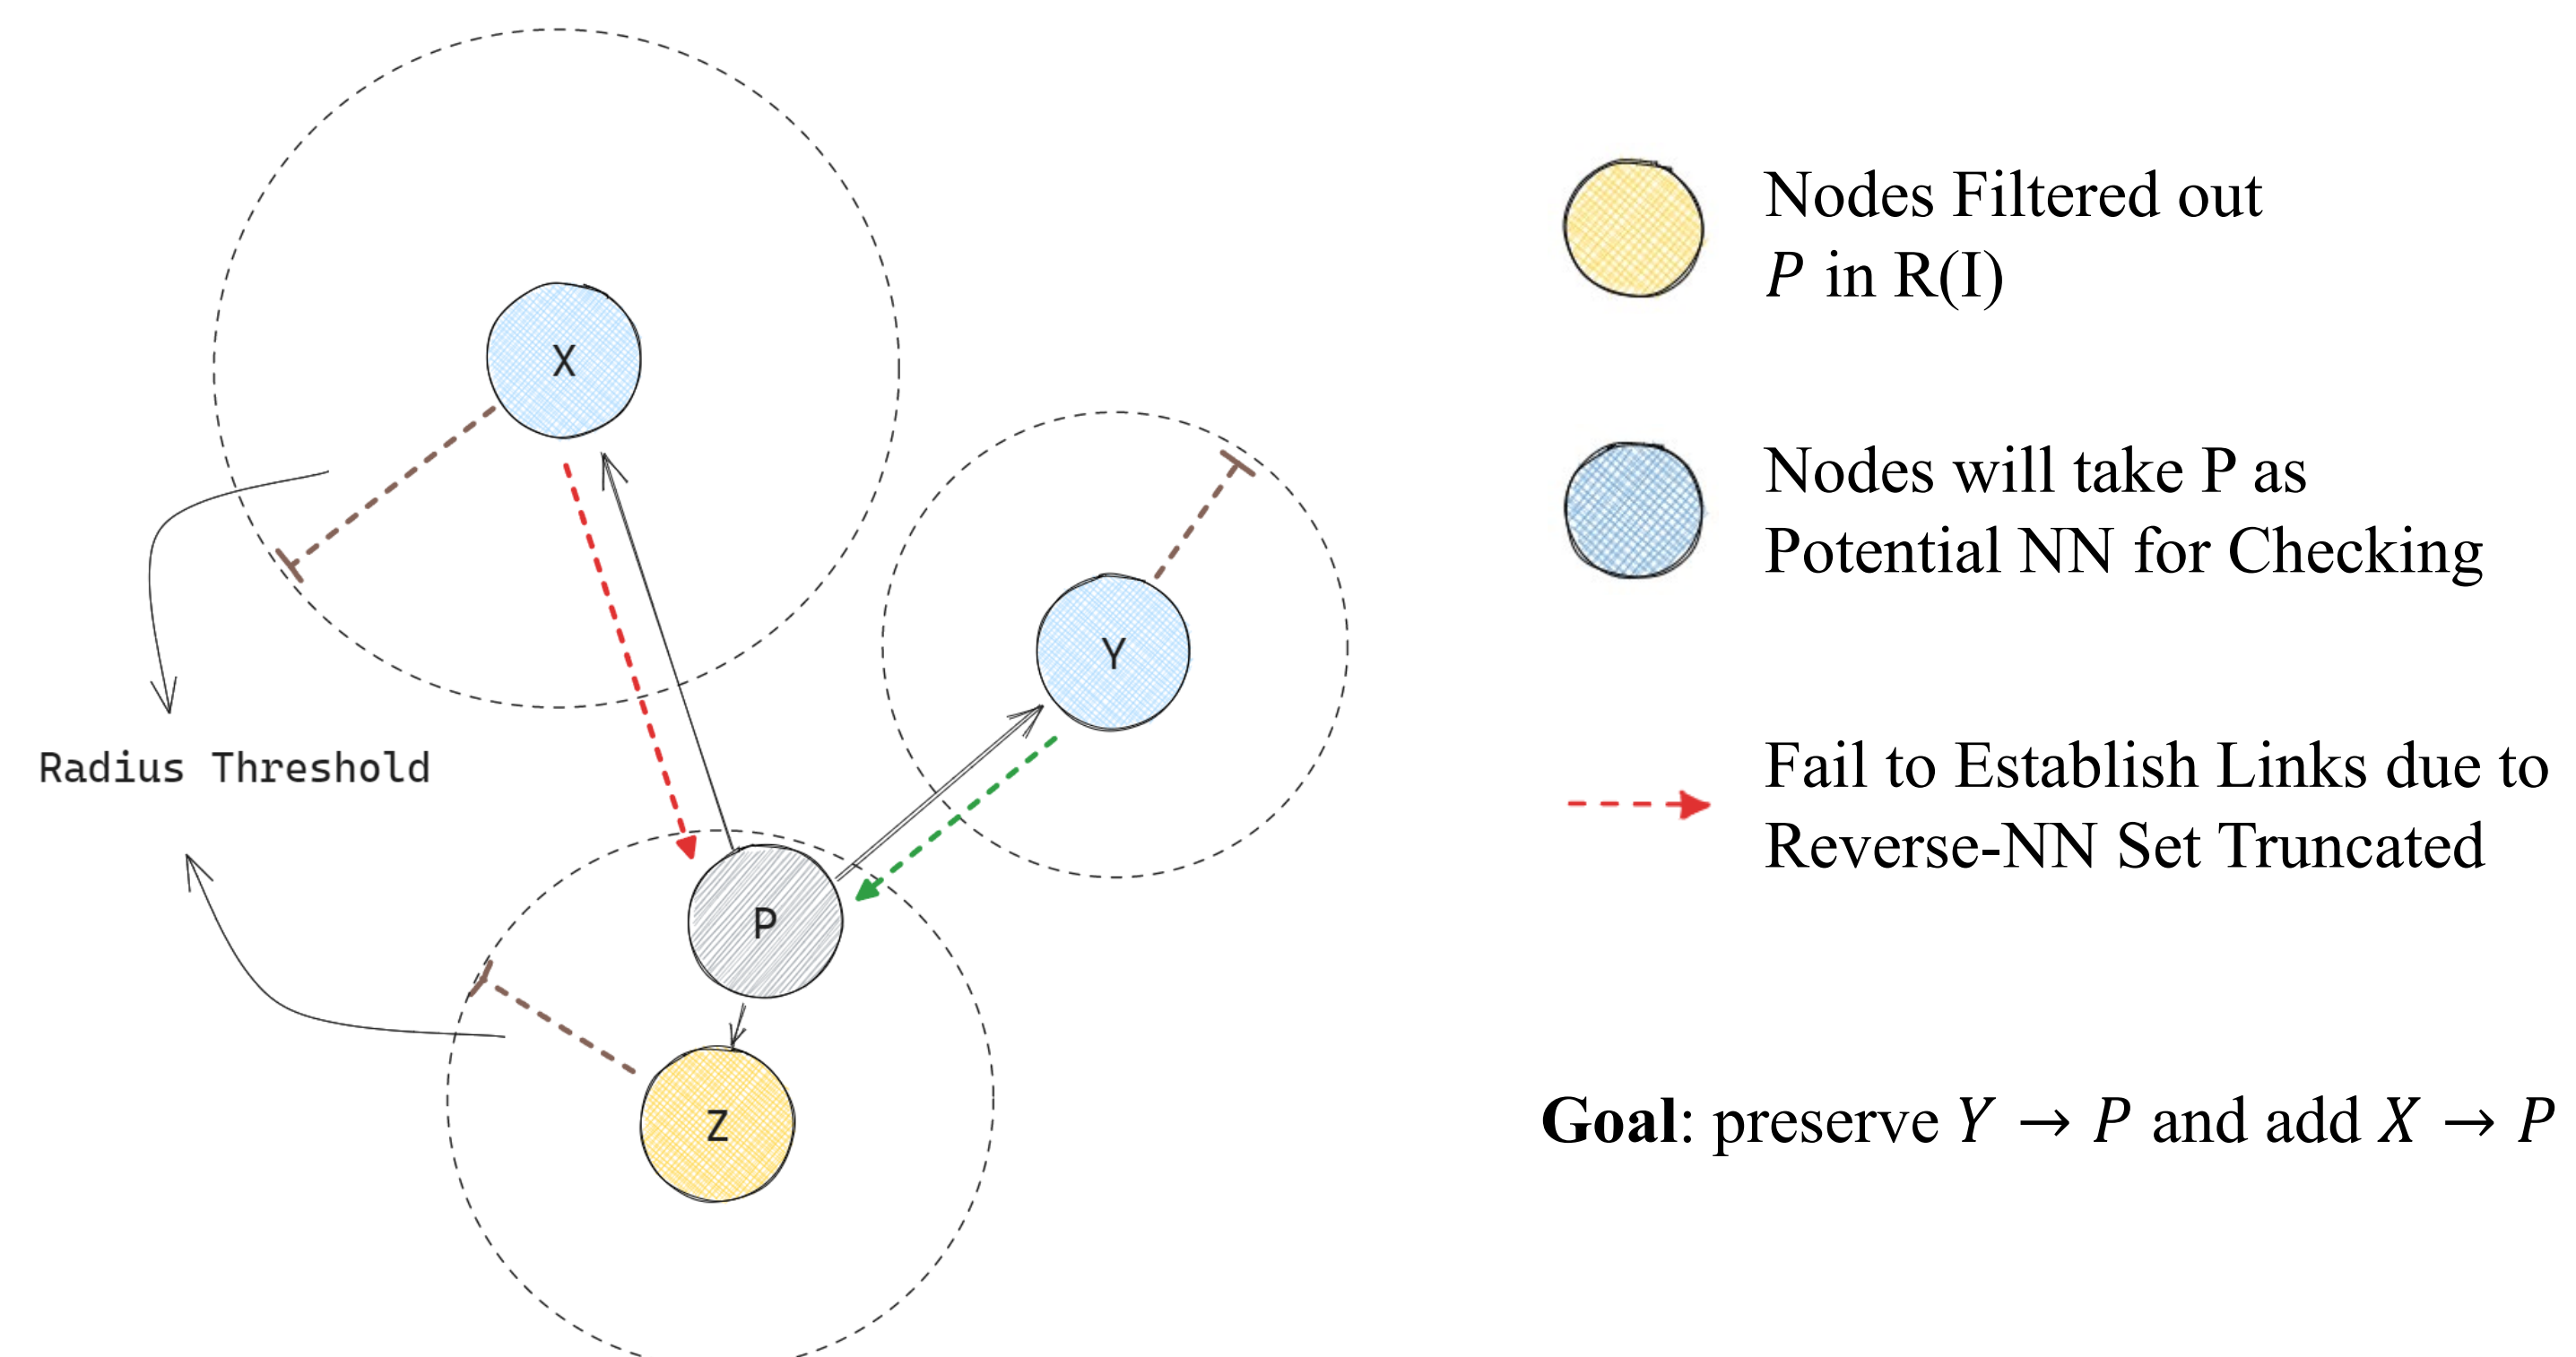 X
Y
Radius Threshold
P
Z
Nodes Filtered out
P in R(I)
Nodes will take P as
Potential NN for Checking
Fail to Establish Links due to
Reverse-NN Set Truncated
Goal: preserve Y → P and add X → P